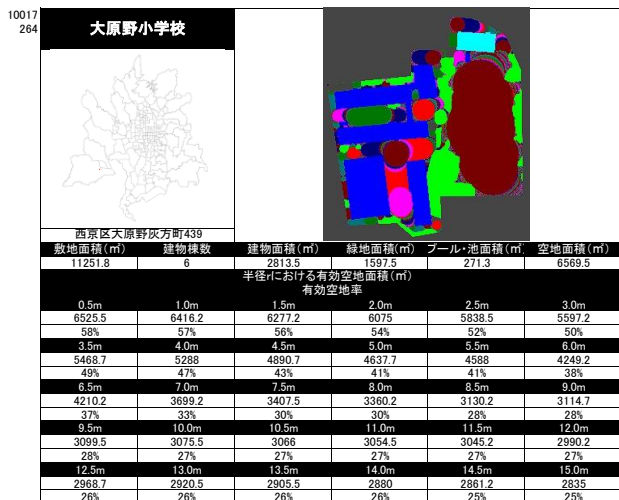 10017
264
大原野小学校
西京区大原野灰方町439
敷地面積(㎡) 建物棟数 建物面積(㎡) 緑地面積(㎡) プール・池面積(㎡) 空地面積(㎡)
11251.8 6 2813.5 1597.5 271.3 6569.5
半径rにおける有効空地面積(㎡)
有効空地率
0.5m 1.0m 1.5m 2.0m 2.5m 3.0m
6525.5 6416.2 6277.2 6075 5838.5 5597.2
58% 57% 56% 54% 52% 50%
3.5m 4.0m 4.5m 5.0m 5.5m 6.0m
5468.7 5288 4890.7 4637.7 4588 4249.2
49% 47% 43% 41% 41% 38%
6.5m 7.0m 7.5m 8.0m 8.5m 9.0m
4210.2 3699.2 3407.5 3360.2 3130.2 3114.7
37% 33% 30% 30% 28% 28%
9.5m 10.0m 10.5m 11.0m 11.5m 12.0m
3099.5 3075.5 3066 3054.5 3045.2 2990.2
28% 27% 27% 27% 27% 27%
12.5m 13.0m 13.5m 14.0m 14.5m 15.0m
2968.7 2920.5 2905.5 2880 2861.2 2835
26% 26% 26% 26% 25% 25%